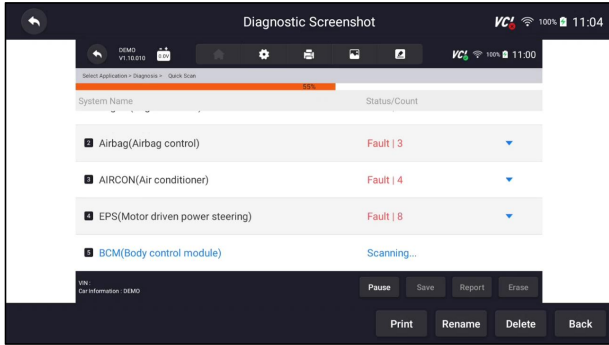 Diagnostic Screenshot
VCI 100% 11:04
DEMO
V1.10.010
0.0V
VCI 100% 11:00
Select Application > Diagnosis > Quick Scan
55%
System Name Status/Count
2 Airbag(Airbag control) Fault | 3
3 AIRCON(Air conditioner) Fault | 4
4 EPS(Motor driven power steering) Fault | 8
5 BCM(Body control module) Scanning...
VIN :
Car Information : DEMO
Pause Save Report Erase
Print Rename Delete Back